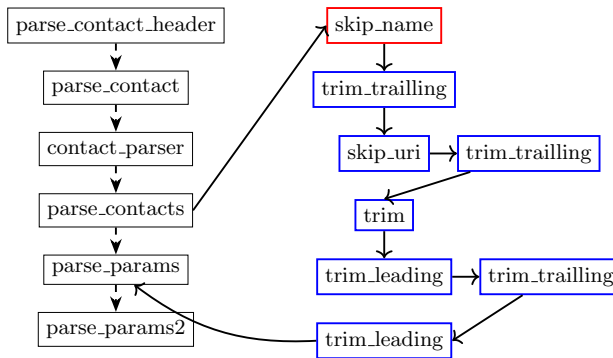 parse_contact_header
skip_name
parse_contact
trim_trailling
contact_parser
skip_uri
trim_trailling
parse_contacts
trim
parse_params
trim_leading
trim_trailling
parse_params2
trim_leading